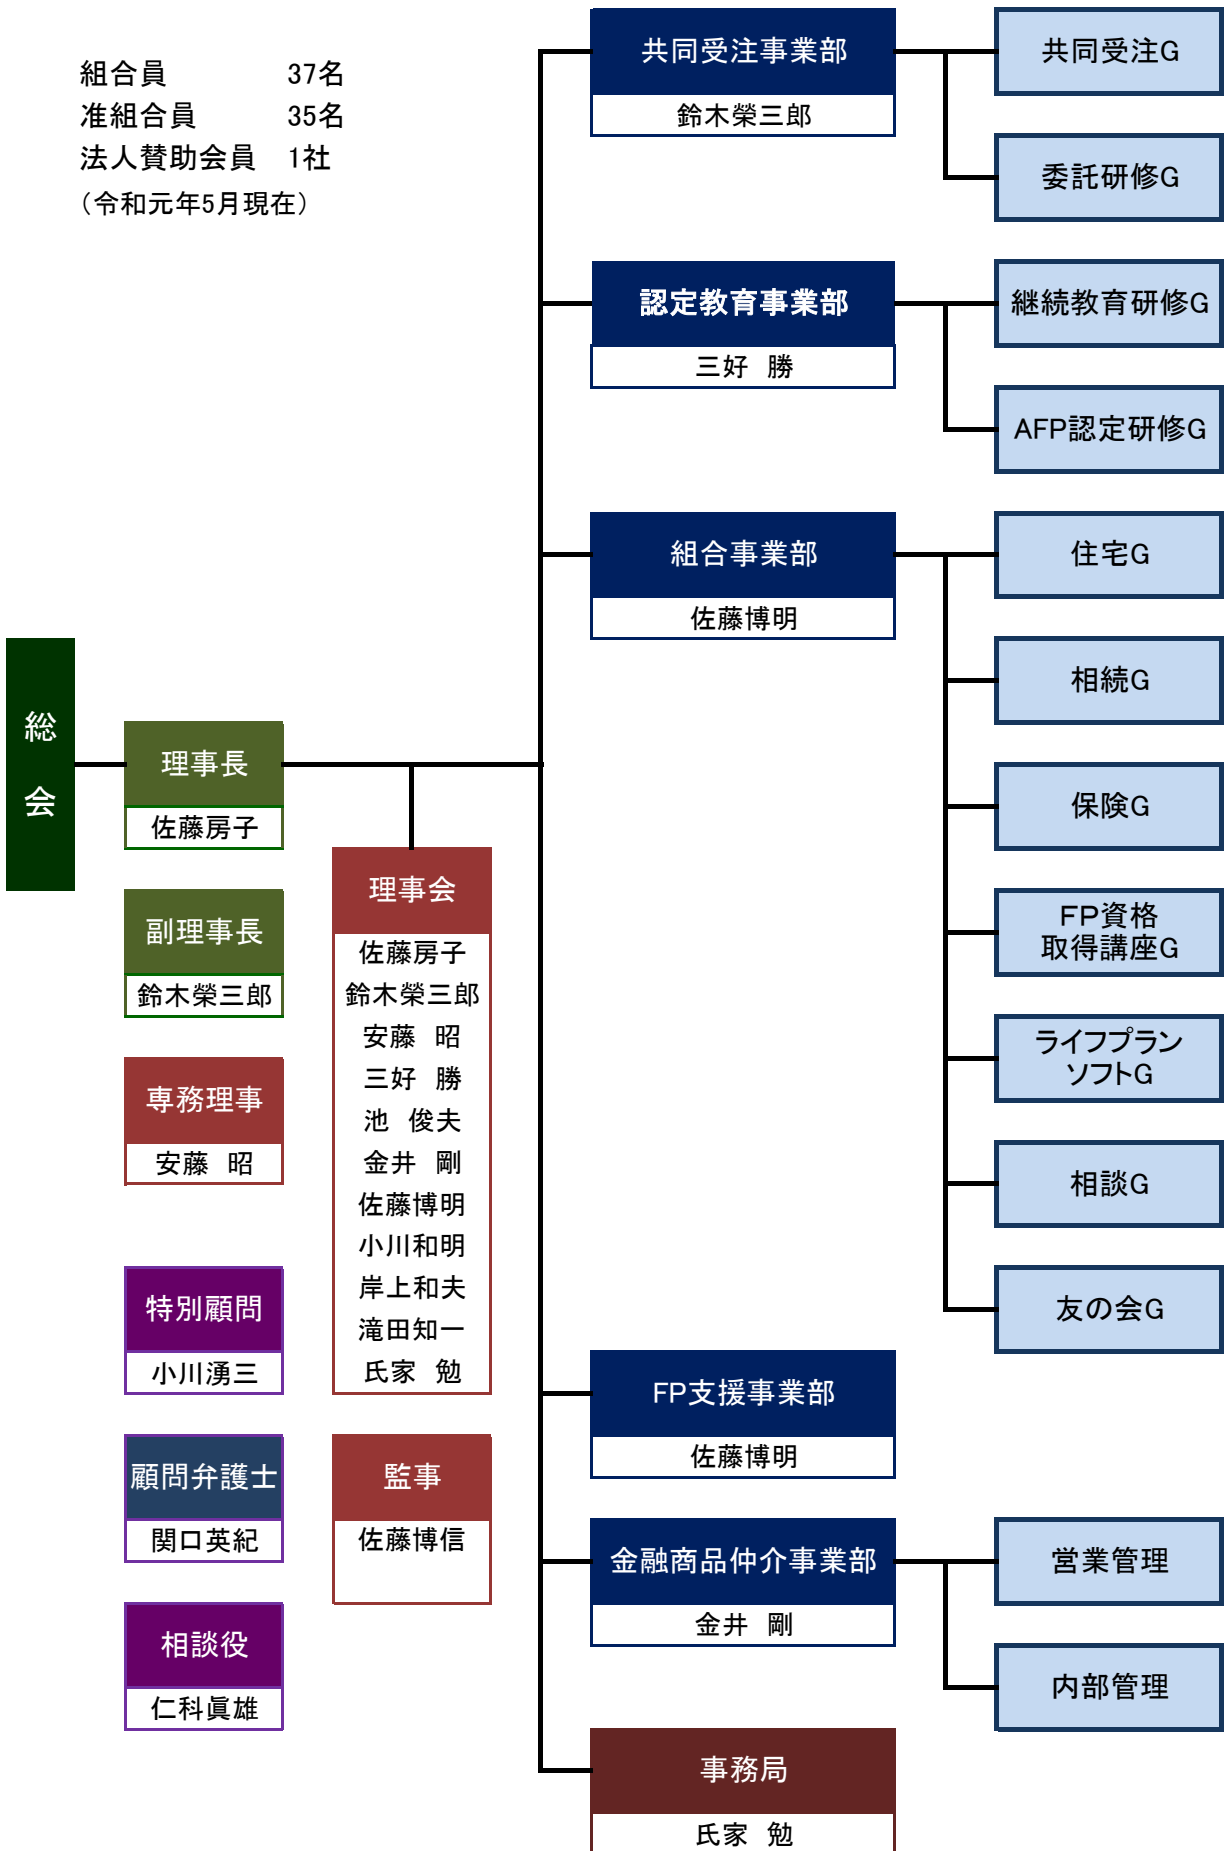 組合員　　　　37名
准組合員　　　35名
法人賛助会員　1社
（令和元年5月現在）
総
会
理事長
佐藤房子
副理事長
鈴木榮三郎
専務理事
安藤　昭
特別顧問
小川湧三
顧問弁護士
関口英紀
相談役
仁科眞雄
理事会
佐藤房子
鈴木榮三郎
安藤　昭
三好　勝
池　俊夫
金井　剛
佐藤博明
小川和明
岸上和夫
滝田知一
氏家　勉
監事
佐藤博信
共同受注事業部
鈴木榮三郎
共同受注G
委託研修G
認定教育事業部
三好　勝
継続教育研修G
AFP認定研修G
組合事業部
佐藤博明
住宅G
相続G
保険G
FP資格
取得講座G
ライフプラン
ソフトG
相談G
友の会G
FP支援事業部
佐藤博明
金融商品仲介事業部
金井　剛
営業管理
内部管理
事務局
氏家　勉